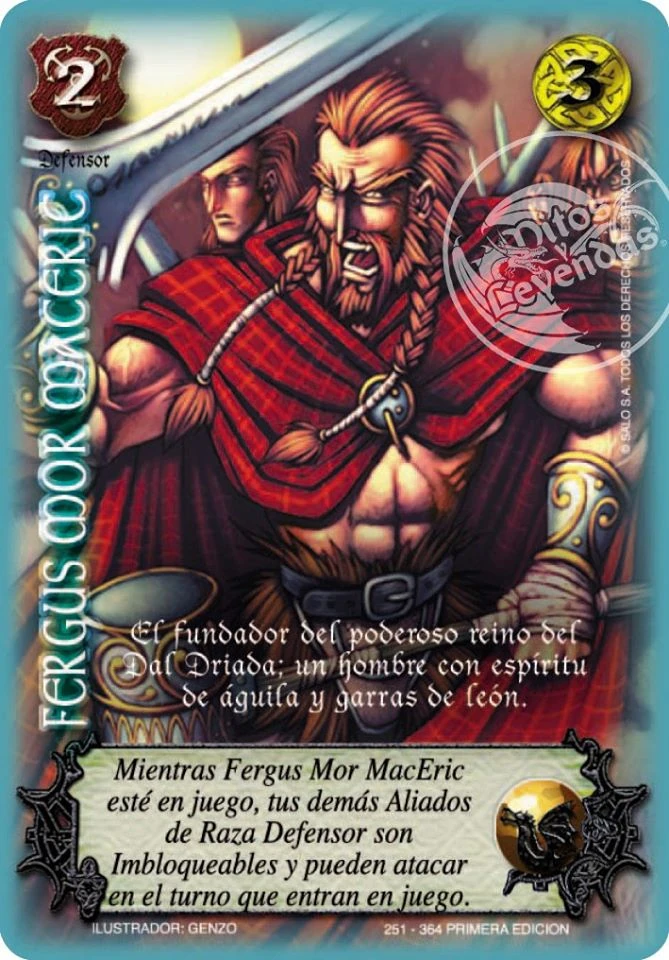 2
3
Defensor
FERGUS MOR MACERIC
Mitos
y
Leyendas
© SALO S.A. TODOS LOS DERECHOS RESERVADOS
El fundador del poderoso reino del
Dal Driada; un hombre con espíritu
de águila y garras de león.
Mientras Fergus Mor MacEric
esté en juego, tus demás Aliados
de Raza Defensor son
Imbloqueables y pueden atacar
en el turno que entran en juego.
ILUSTRADOR: GENZO
251 - 364 PRIMERA EDICION